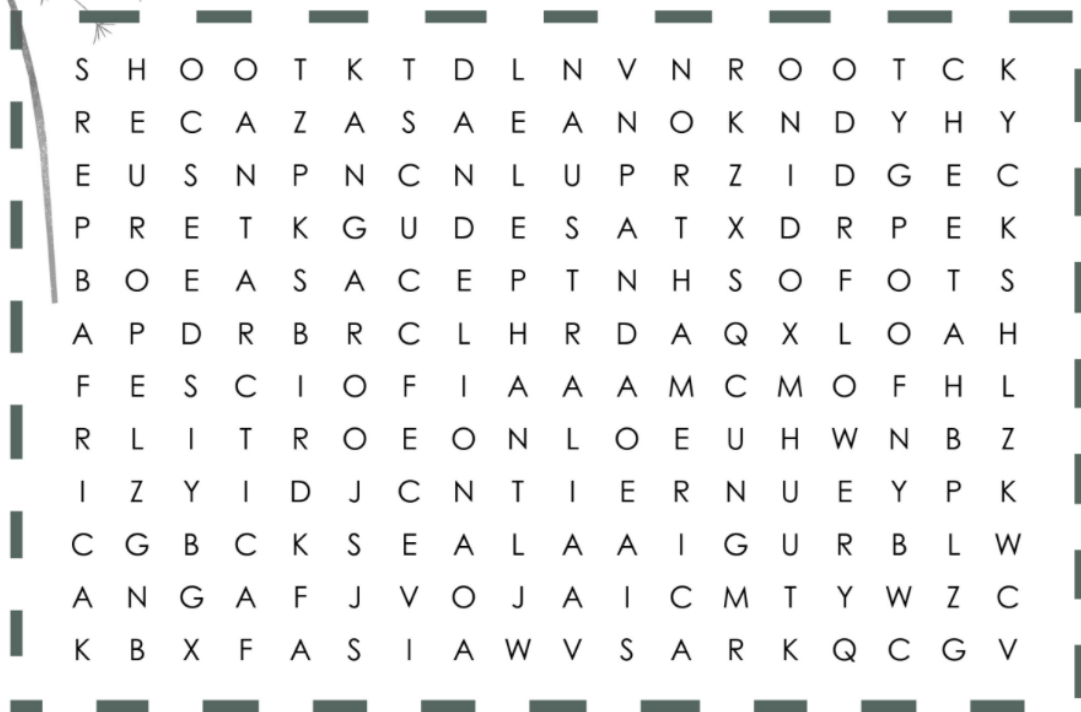 S H O O T K T D L N V N R O O T C K
R E C A Z A S A E A N O K N D Y H Y
E U S N P N C N L U P R Z I D G E C
P R E T K G U D E S A T X D R P E K
B O E A S A C E P T N H S O F O T S
A P D R B R C L H R D A Q X L O A H
F E S C I O F I A A A M C M O F H L
R L I T R O E O N L O E U H W N B Z
I Z Y I D J C N T I E R N U E Y P K
C G B C K S E A L A A I G U R B L W
A N G A F J V O J A I C M T Y W Z C
K B X F A S I A W V S A R K Q C G V